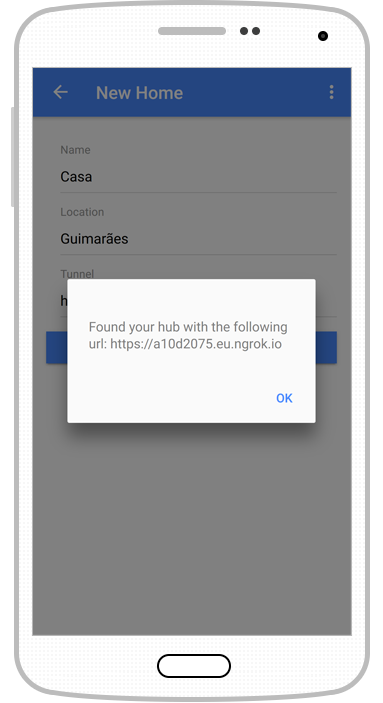 New Home
Name
Casa
Location
Guimarães
Tunnel
h
Found your hub with the following
url: https://a10d2075.eu.ngrok.io
OK